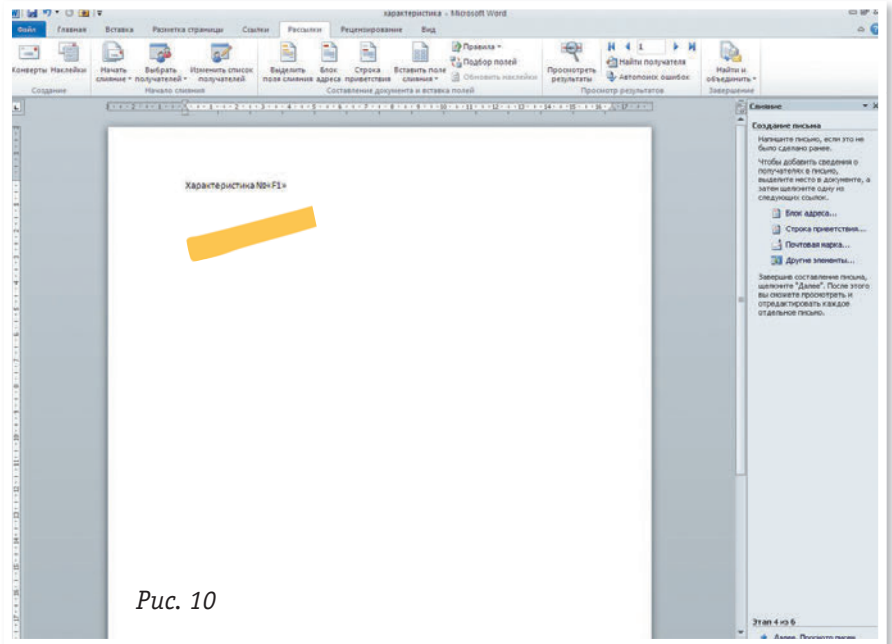 характеристика - Microsoft Word
Файл Главная Вставка Разметка страницы Ссылки Рассылки Рецензирование Вид
Конверты Наклейки
Создание
Начать слияние
Выбрать получателей
Изменить список получателей
Начало слияния
Выделить поля слияния
Блок адреса
Строка приветствия
Вставить поле слияния
Правила
Подбор полей
Обновить наклейки
Составление документа и вставка полей
Просмотреть результаты
1
Найти получателя
Автопоиск ошибок
Просмотр результатов
Найти и объединить
Завершение
Слияние
Создание письма
Напишите письмо, если это не
было сделано ранее.
Чтобы добавить сведения о
получателях в письмо,
выделите место в документе, а
затем щелкните одну из
следующих ссылок.
Блок адреса...
Строка приветствия...
Почтовая марка...
Другие элементы...
Завершив составление письма,
щелкните "Далее". После этого
вы сможете просмотреть и
отредактировать каждое
отдельное письмо.
Характеристика №«F1»
Рис. 10
Этап 4 из 6
Далее. Просмотр писем